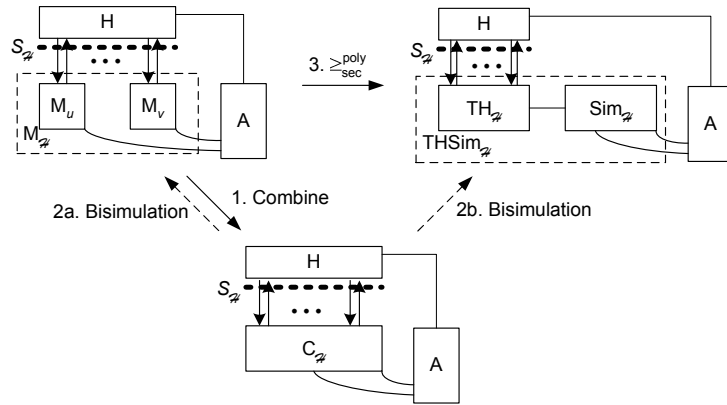 H
H
S_ℋ
S_ℋ
3. ≥_sec^poly
M_u
M_v
A
TH_ℋ
Sim_ℋ
A
M_ℋ
THSim_ℋ
2a. Bisimulation
1. Combine
2b. Bisimulation
H
S_ℋ
C_ℋ
A